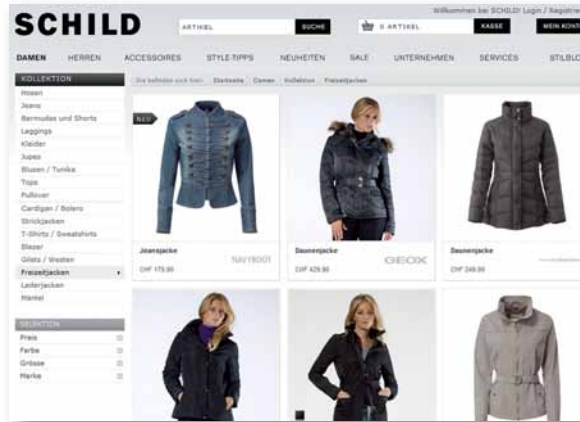 Willkommen bei SCHILD! Login / Registrie
SCHILD
ARTIKEL
SUCHE
0 ARTIKEL
KASSE
MEIN KONT
DAMEN HERREN ACCESSOIRES STYLE-TIPPS NEUHEITEN SALE UNTERNEHMEN SERVICES STILBLO
KOLLEKTION
Sie befinden sich hier: Startseite Damen Kollektion Freizeitjacken
Hosen
Jeans
Bermudas und Shorts
Leggings
Kleider
Jupes
Blusen / Tunika
Tops
Pullover
Cardigan / Bolero
Strickjacken
T-Shirts / Sweatshirts
Blazer
Gilets / Westen
Freizeitjacken
Lederjacken
Mäntel
SELEKTION
Preis
Farbe
Grösse
Marke
NEU
Jeansjacke
NAVYBOOT
CHF 179.90
Daunenjacke
GEOX
CHF 429.90
Daunenjacke
CHF 249.90